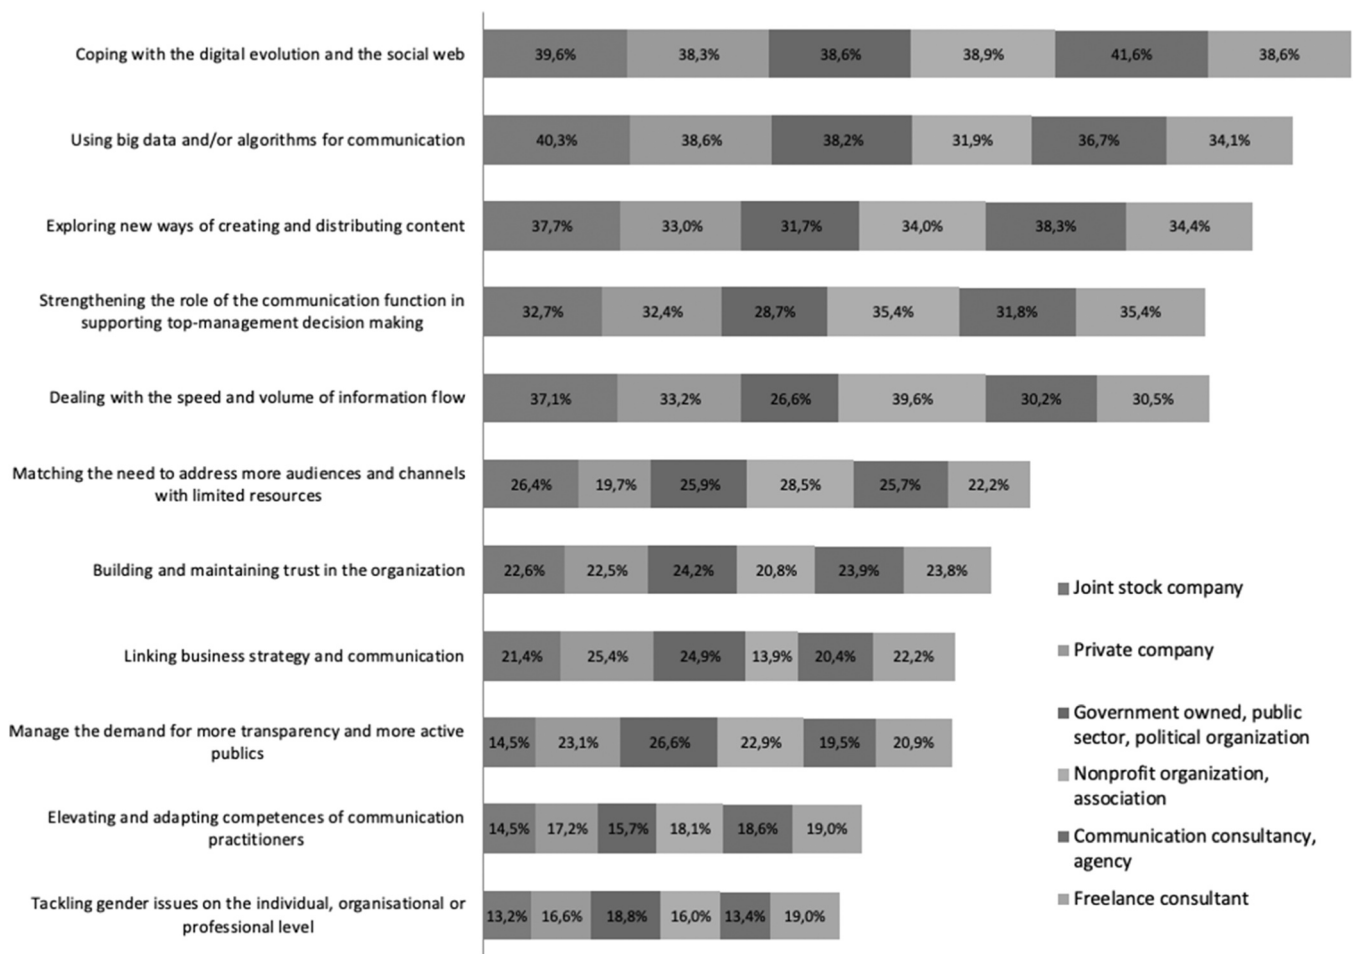 Coping with the digital evolution and the social web
39,6% 38,3% 38,6% 38,9% 41,6% 38,6%
Using big data and/or algorithms for communication
40,3% 38,6% 38,2% 31,9% 36,7% 34,1%
Exploring new ways of creating and distributing content
37,7% 33,0% 31,7% 34,0% 38,3% 34,4%
Strengthening the role of the communication function in
supporting top-management decision making
32,7% 32,4% 28,7% 35,4% 31,8% 35,4%
Dealing with the speed and volume of information flow
37,1% 33,2% 26,6% 39,6% 30,2% 30,5%
Matching the need to address more audiences and channels
with limited resources
26,4% 19,7% 25,9% 28,5% 25,7% 22,2%
Building and maintaining trust in the organization
22,6% 22,5% 24,2% 20,8% 23,9% 23,8%
Linking business strategy and communication
21,4% 25,4% 24,9% 13,9% 20,4% 22,2%
Manage the demand for more transparency and more active
publics
14,5% 23,1% 26,6% 22,9% 19,5% 20,9%
Elevating and adapting competences of communication
practitioners
14,5% 17,2% 15,7% 18,1% 18,6% 19,0%
Tackling gender issues on the individual, organisational or
professional level
13,2% 16,6% 18,8% 16,0% 13,4% 19,0%
Joint stock company
Private company
Government owned, public
sector, political organization
Nonprofit organization,
association
Communication consultancy,
agency
Freelance consultant